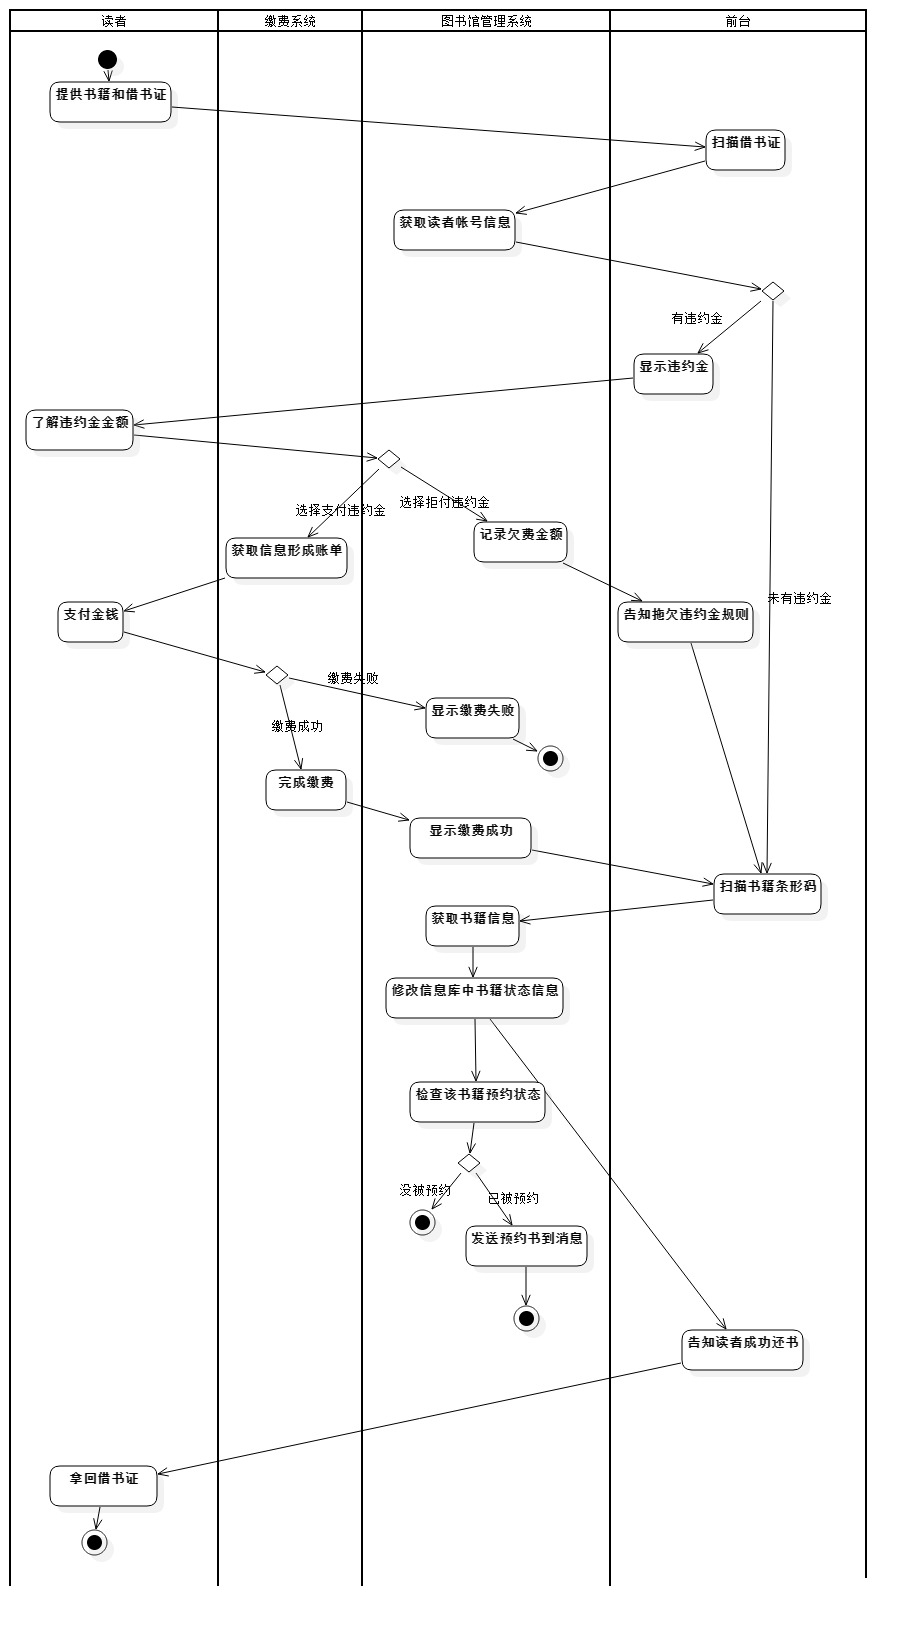 读者
缴费系统
图书馆管理系统
前台
提供书籍和借书证
扫描借书证
获取读者帐号信息
有违约金
显示违约金
了解违约金金额
选择支付违约金
选择拒付违约金
记录欠费金额
获取信息形成账单
支付金钱
告知拖欠违约金规则
未有违约金
缴费失败
显示缴费失败
缴费成功
完成缴费
显示缴费成功
扫描书籍条形码
获取书籍信息
修改信息库中书籍状态信息
检查该书籍预约状态
没被预约
已被预约
发送预约书到消息
告知读者成功还书
拿回借书证